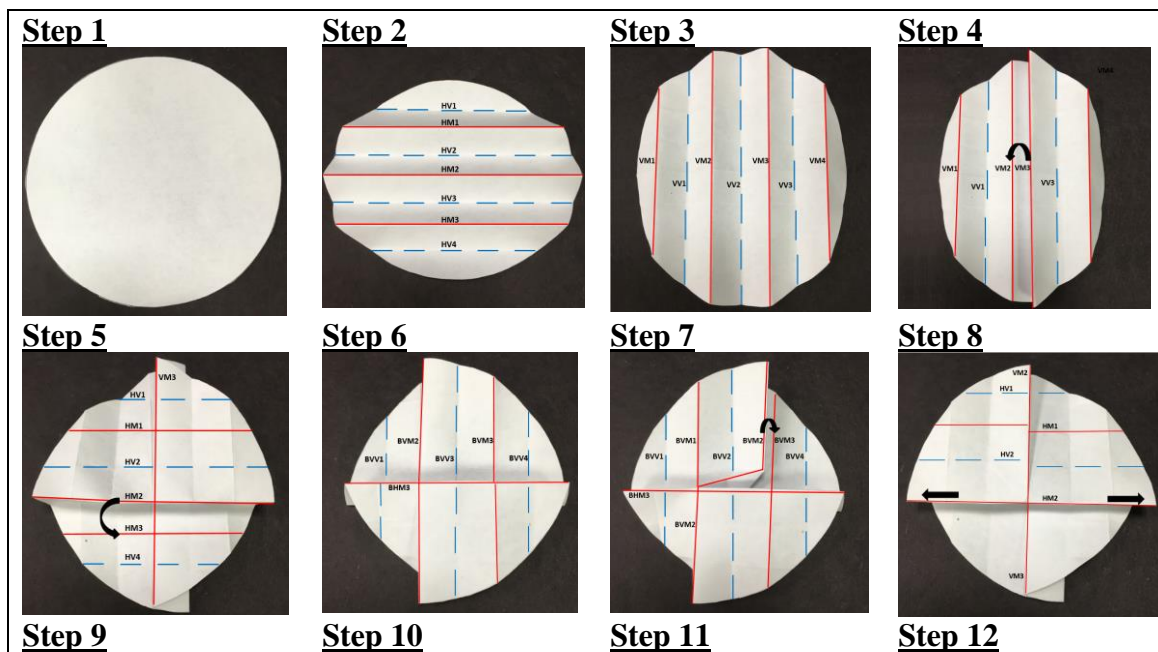 Step 1 Step 2 Step 3 Step 4
HV1
HM1
HV2
HM2
HV3
HM3
HV4
VM1 VM2 VM3 VM4
VV1 VV2 VV3
VM1 VM2 VM3
VV1 VV3
Step 5 Step 6 Step 7 Step 8
VM3
HV1
HM1
HV2
HM2
HM3
HV4
BVV1 BVM2 BVV3 BVM3 BVV4
BHM3
BVV1 BVM1 BVV2 BVM2 BVM3 BVV4
BHM3
BVM2
VM2
HV1
HM1
HV2
HM2
VM3
Step 9 Step 10 Step 11 Step 12